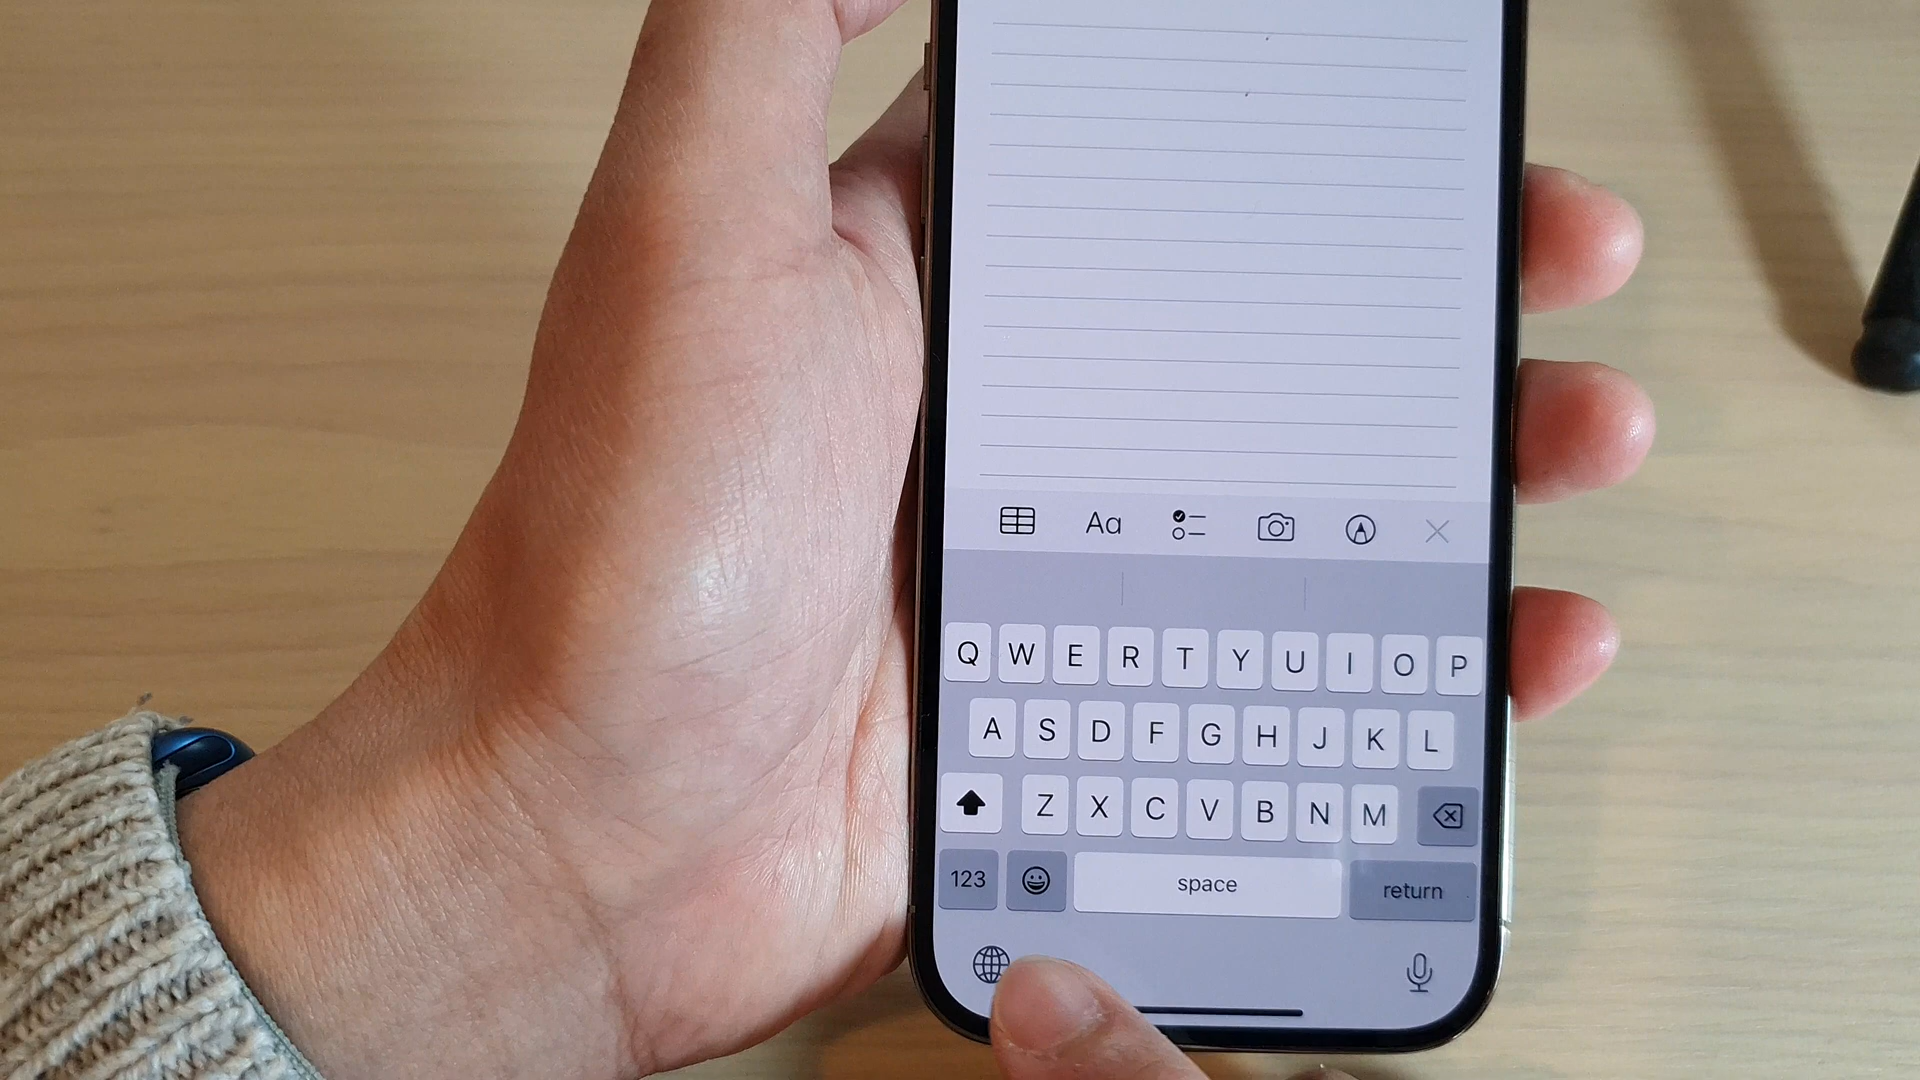 Aa
Q W E R T Y U I O P
A S D F G H J K L
Z X C V B N M
123 space return